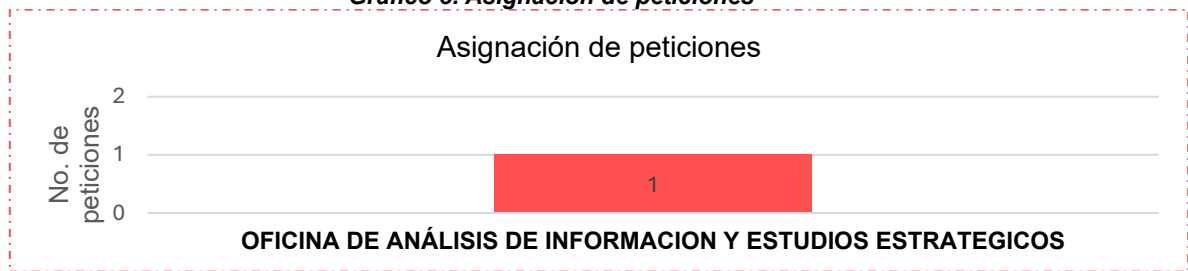 Asignación de peticiones
2
1
0
No. de
peticiones
1
OFICINA DE ANÁLISIS DE INFORMACION Y ESTUDIOS ESTRATEGICOS